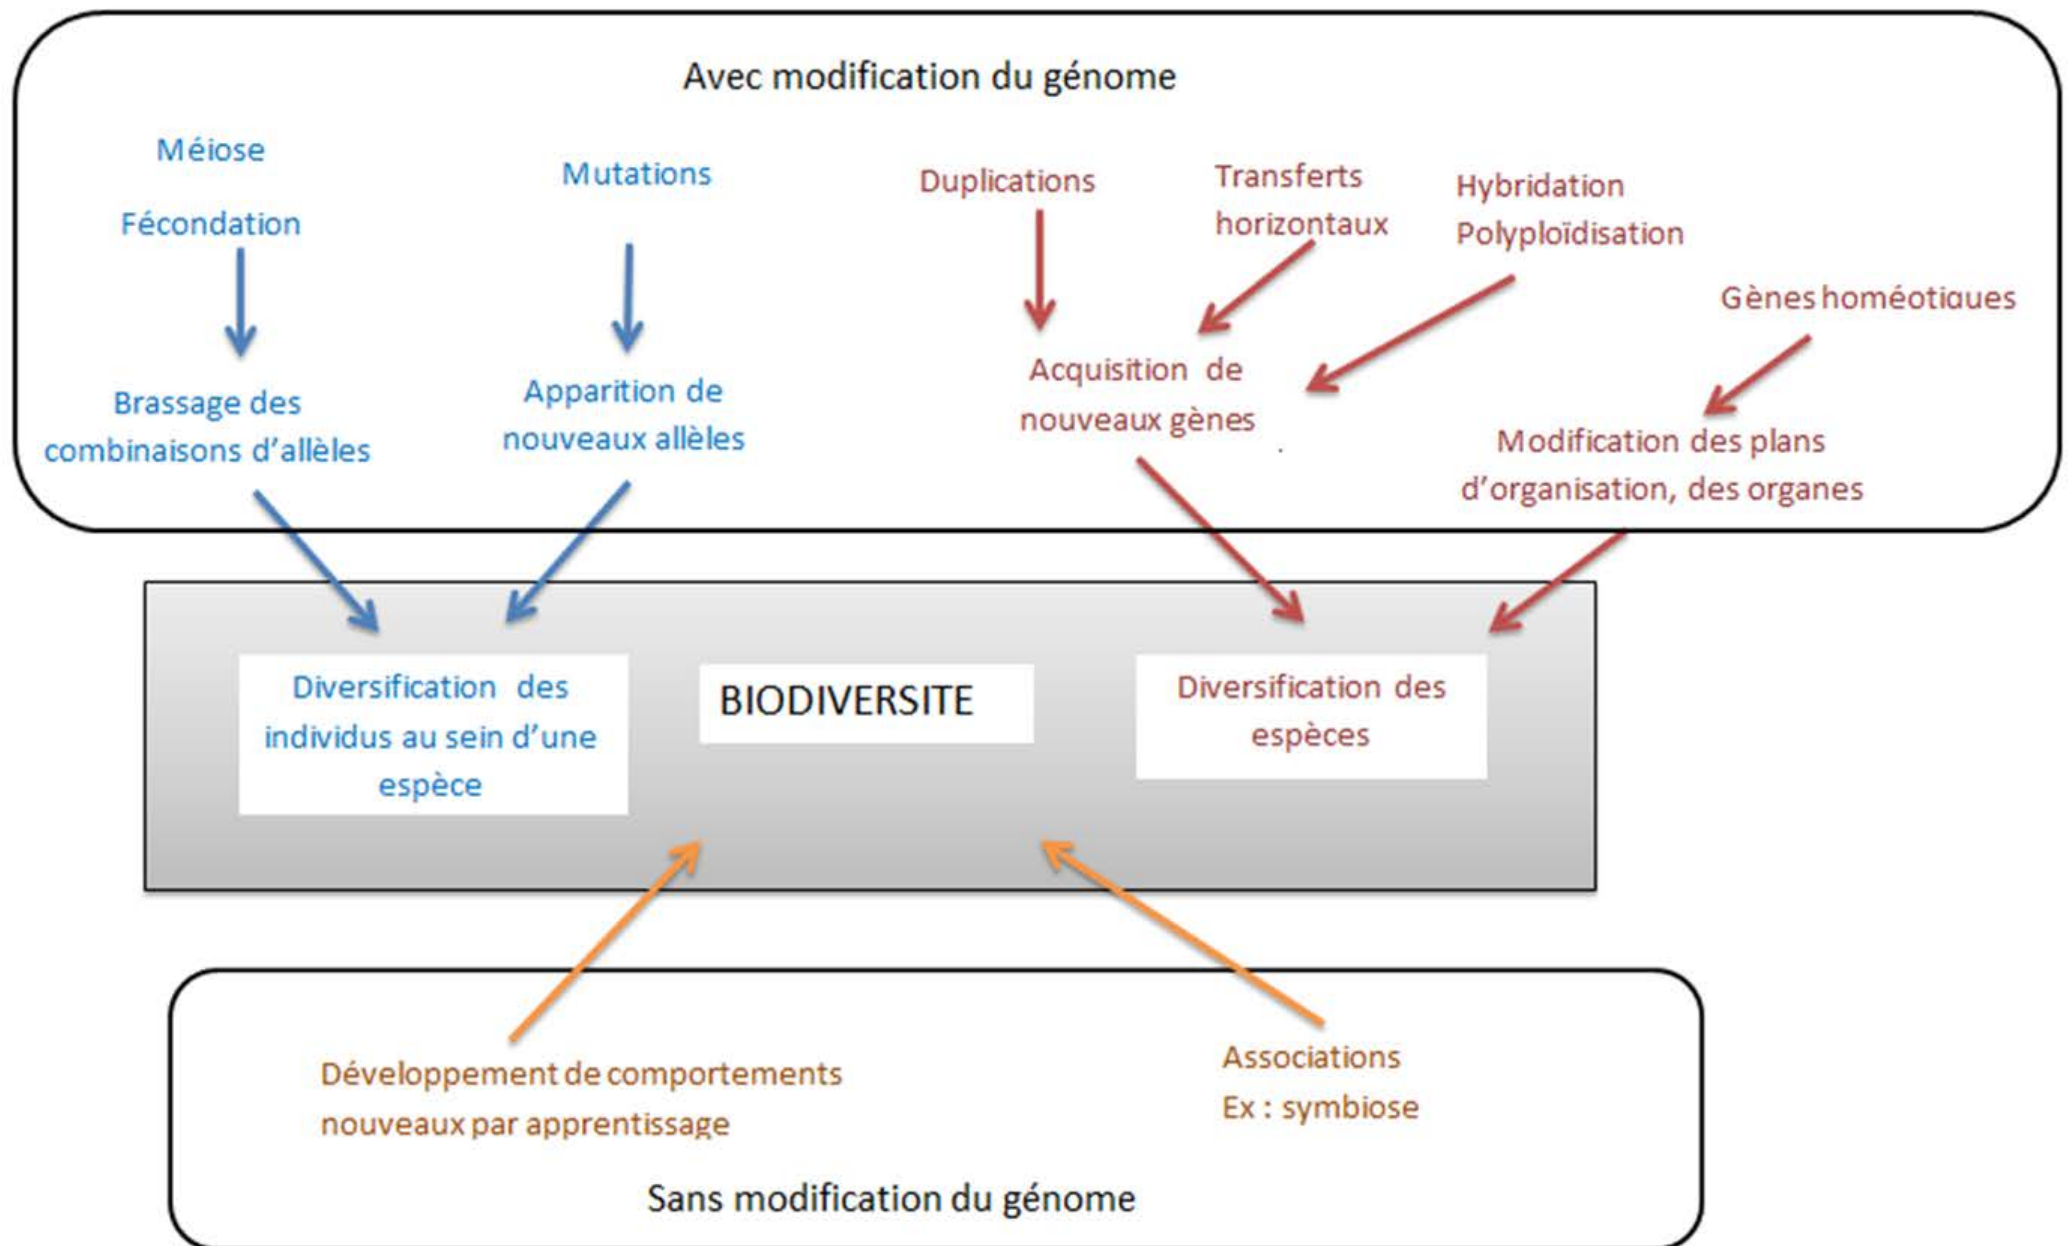 Avec modification du génome
Méiose
Fécondation
Mutations
Duplications
Transferts
horizontaux
Hybridation
Polyploïdisation
Gènes homéotiques
Brassage des
combinaisons d'allèles
Apparition de
nouveaux allèles
Acquisition de
nouveaux gènes
Modification des plans
d'organisation, des organes
Diversification des
individus au sein d'une
espèce
BIODIVERSITE
Diversification des
espèces
Développement de comportements
nouveaux par apprentissage
Associations
Ex : symbiose
Sans modification du génome